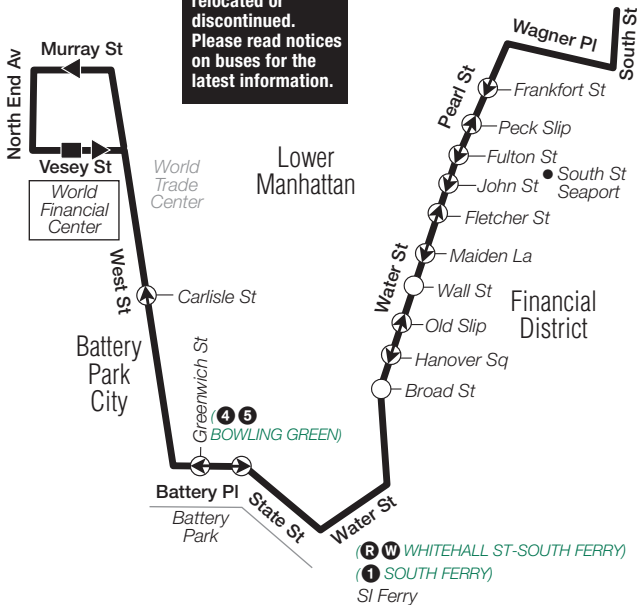 relocated or
discontinued.
Please read notices
on buses for the
latest information.
Murray St
North End Av
Vesey St
World
Financial
Center
World
Trade
Center
Lower
Manhattan
West St
Carlisle St
Battery
Park
City
Greenwich St
(4 5
BOWLING GREEN)
Battery Pl
Battery
Park
State St
Water St
(R W WHITEHALL ST-SOUTH FERRY)
(1 SOUTH FERRY)
SI Ferry
Wagner Pl
South St
Pearl St
Frankfort St
Peck Slip
Fulton St
John St
South St
Seaport
Fletcher St
Maiden La
Water St
Wall St
Financial
District
Old Slip
Hanover Sq
Broad St